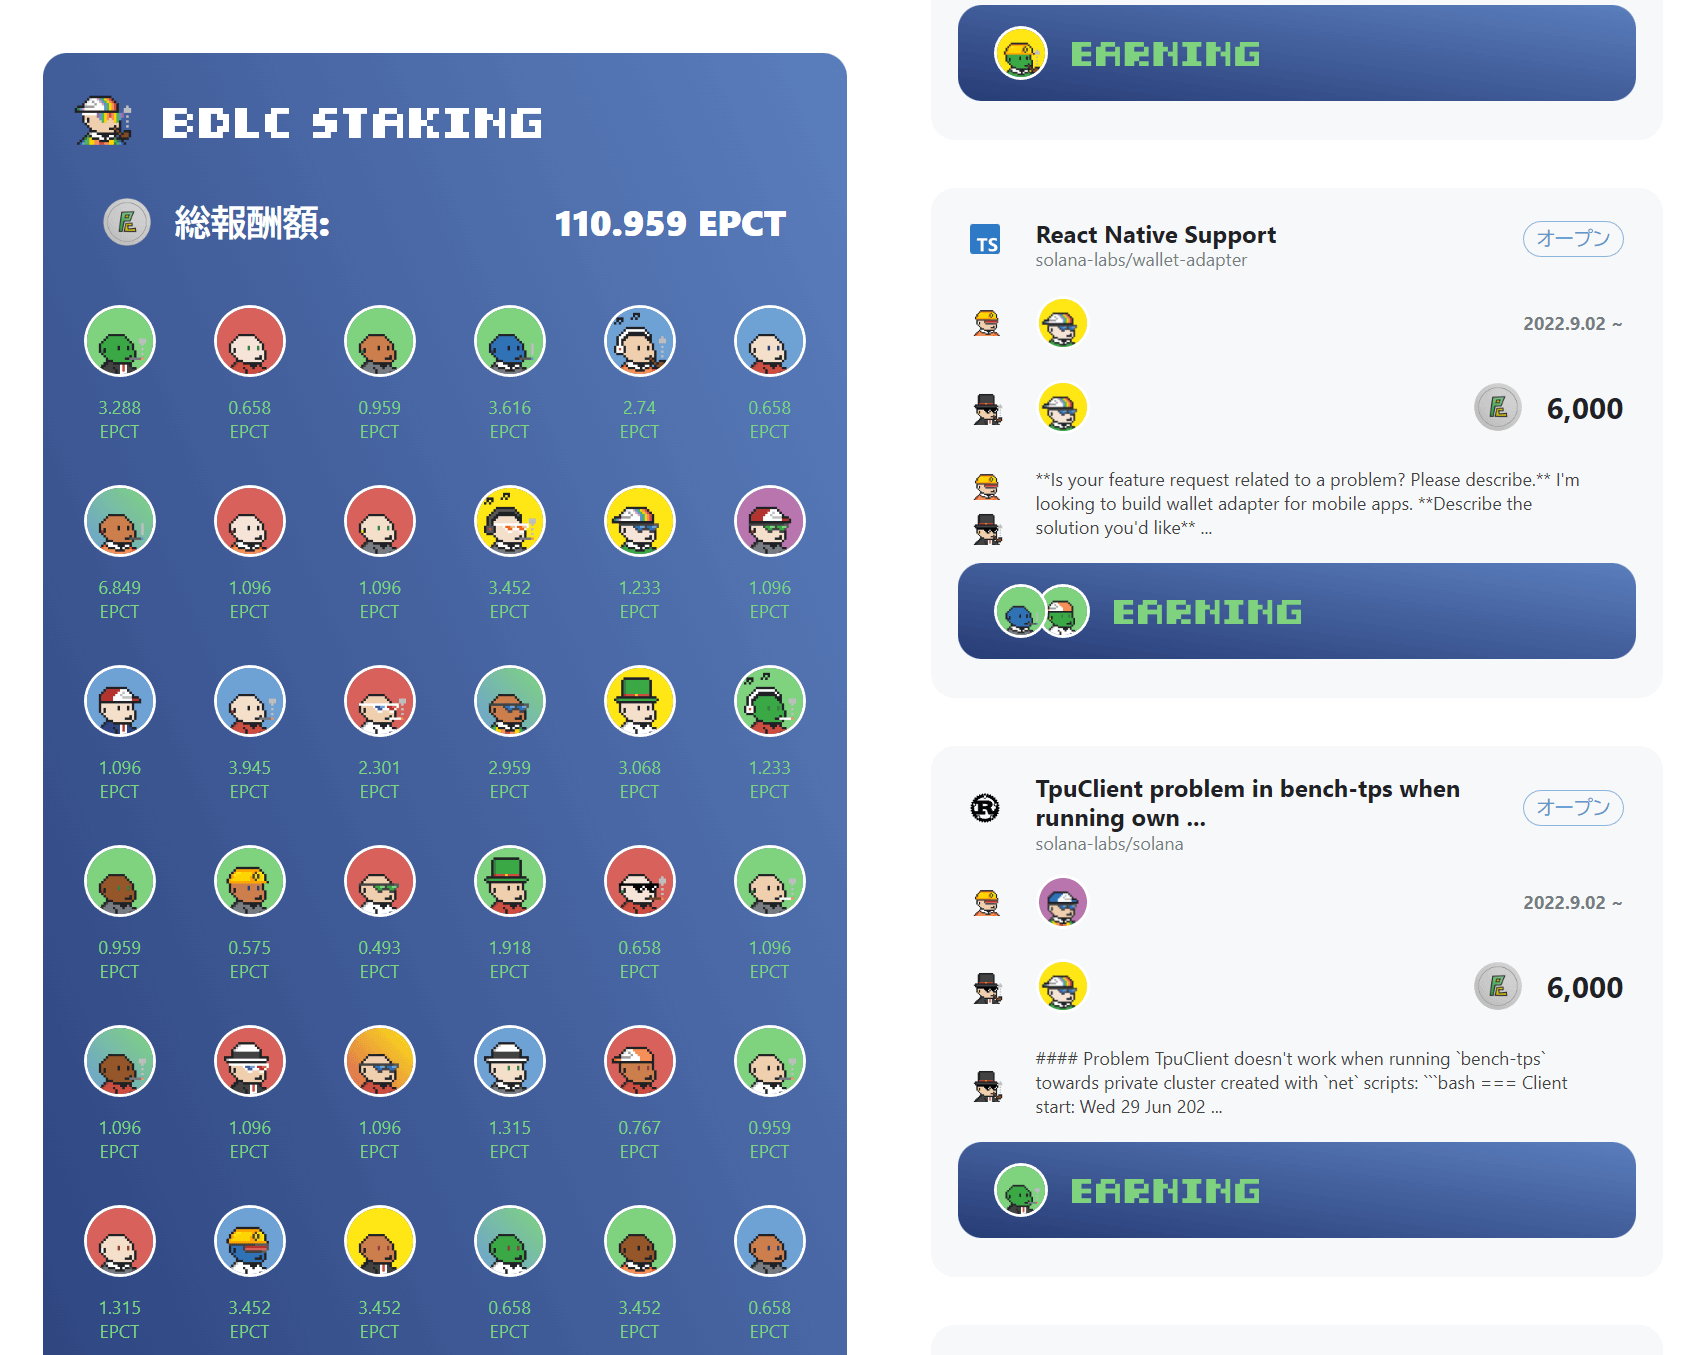 BDLC STAKING
総報酬額:
110.959 EPCT
3.288 0.658 0.959 3.616 2.74 0.658
EPCT EPCT EPCT EPCT EPCT EPCT
6.849 1.096 1.096 3.452 1.233 1.096
EPCT EPCT EPCT EPCT EPCT EPCT
1.096 3.945 2.301 2.959 3.068 1.233
EPCT EPCT EPCT EPCT EPCT EPCT
0.959 0.575 0.493 1.918 0.658 1.096
EPCT EPCT EPCT EPCT EPCT EPCT
1.096 1.096 1.096 1.315 0.767 0.959
EPCT EPCT EPCT EPCT EPCT EPCT
1.315 3.452 3.452 0.658 3.452 0.658
EPCT EPCT EPCT EPCT EPCT EPCT
EARNING
TS
React Native Support
オープン
solana-labs/wallet-adapter
2022.9.02 ~
6,000
**Is your feature request related to a problem? Please describe.** I'm
looking to build wallet adapter for mobile apps. **Describe the
solution you'd like** ...
EARNING
R
TpuClient problem in bench-tps when
running own ...
オープン
solana-labs/solana
2022.9.02 ~
6,000
#### Problem TpuClient doesn't work when running `bench-tps`
towards private cluster created with `net` scripts: ```bash === Client
start: Wed 29 Jun 202 ...
EARNING